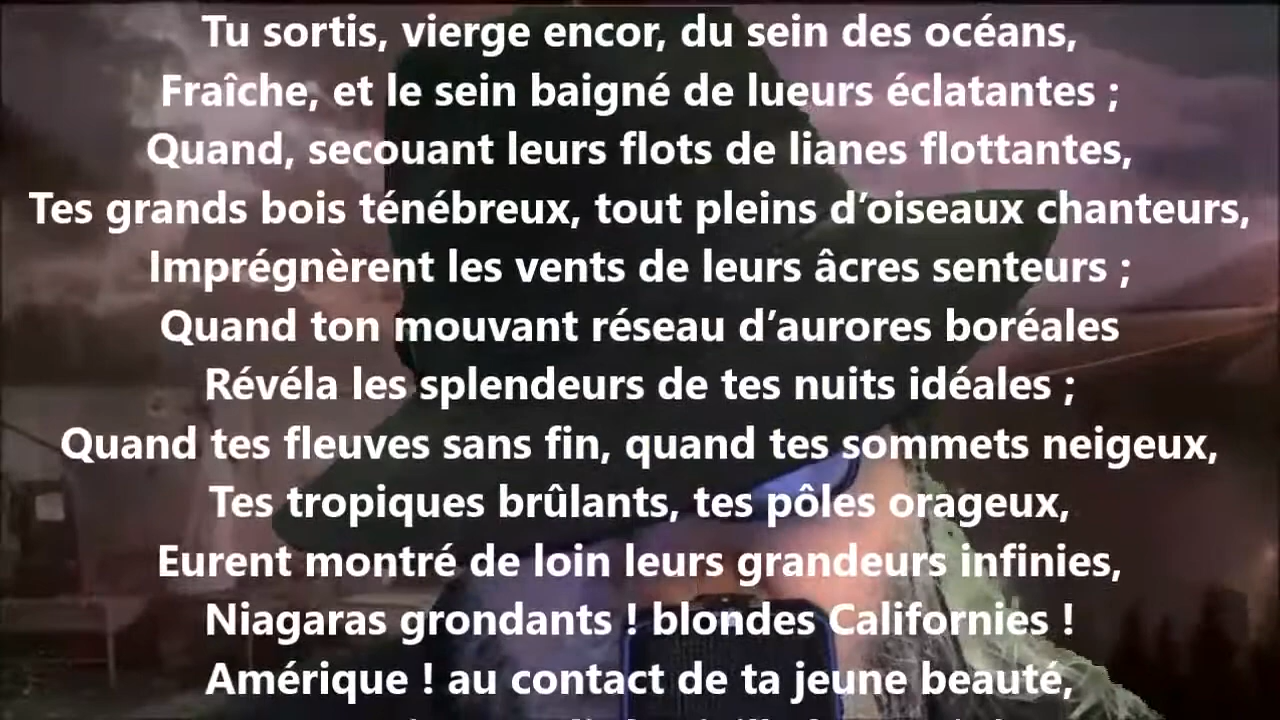 Tu sortis, vierge encor, du sein des océans,
Fraîche, et le sein baigné de lueurs éclatantes ;
Quand, secouant leurs flots de lianes flottantes,
Tes grands bois ténébreux, tout pleins d’oiseaux chanteurs,
Imprégnèrent les vents de leurs âcres senteurs ;
Quand ton mouvant réseau d’aurores boréales
Révéla les splendeurs de tes nuits idéales ;
Quand tes fleuves sans fin, quand tes sommets neigeux,
Tes tropiques brûlants, tes pôles orageux,
Eurent montré de loin leurs grandeurs infinies,
Niagaras grondants ! blondes Californies !
Amérique ! au contact de ta jeune beauté,